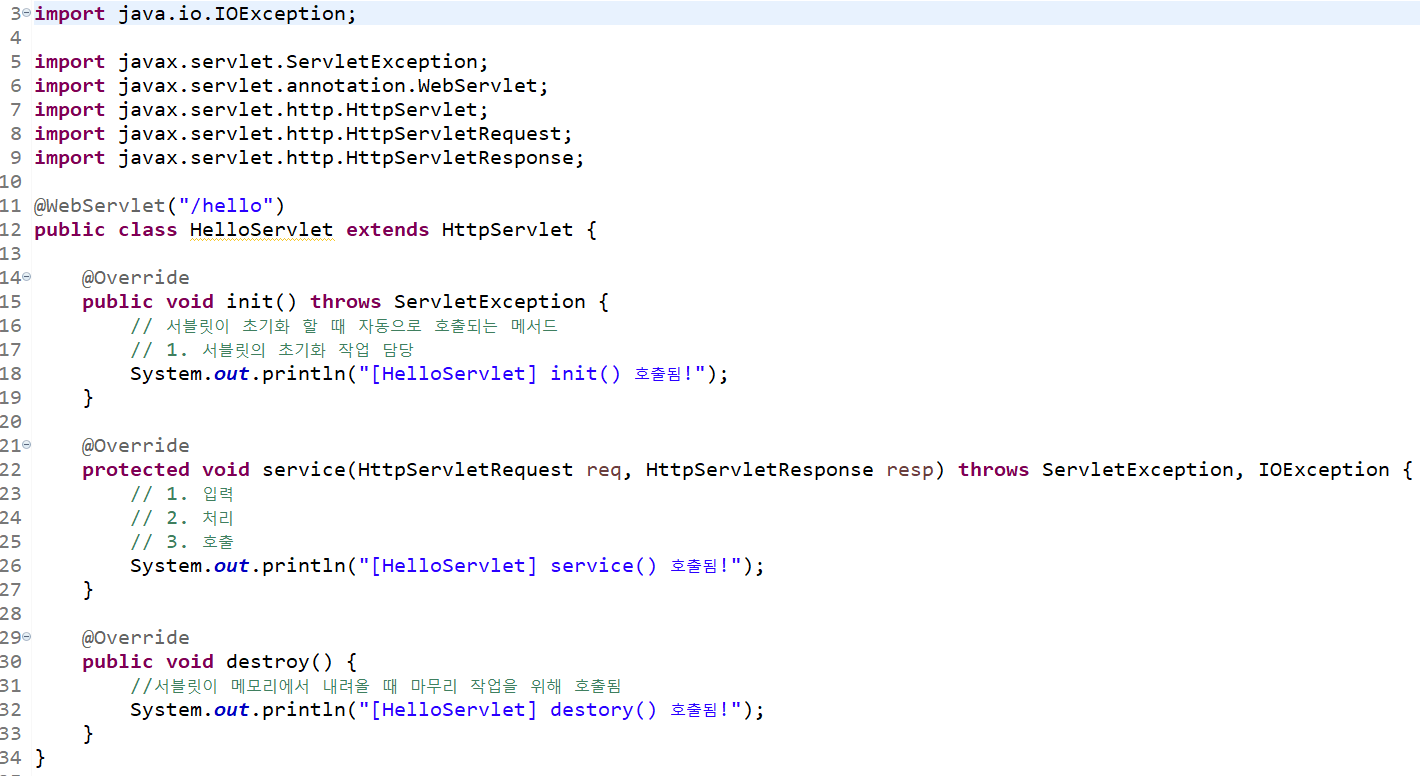 3 import java.io.IOException;
4
5 import javax.servlet.ServletException;
6 import javax.servlet.annotation.WebServlet;
7 import javax.servlet.http.HttpServlet;
8 import javax.servlet.http.HttpServletRequest;
9 import javax.servlet.http.HttpServletResponse;
10
11 @WebServlet("/hello")
12 public class HelloServlet extends HttpServlet {
13
14     @Override
15     public void init() throws ServletException {
16         // 서블릿이 초기화 할 때 자동으로 호출되는 메서드
17         // 1. 서블릿의 초기화 작업 담당
18         System.out.println("[HelloServlet] init() 호출됨!");
19     }
20
21     @Override
22     protected void service(HttpServletRequest req, HttpServletResponse resp) throws ServletException, IOException {
23         // 1. 입력
24         // 2. 처리
25         // 3. 호출
26         System.out.println("[HelloServlet] service() 호출됨!");
27     }
28
29     @Override
30     public void destroy() {
31         //서블릿이 메모리에서 내려올 때 마무리 작업을 위해 호출됨
32         System.out.println("[HelloServlet] destory() 호출됨!");
33     }
34 }